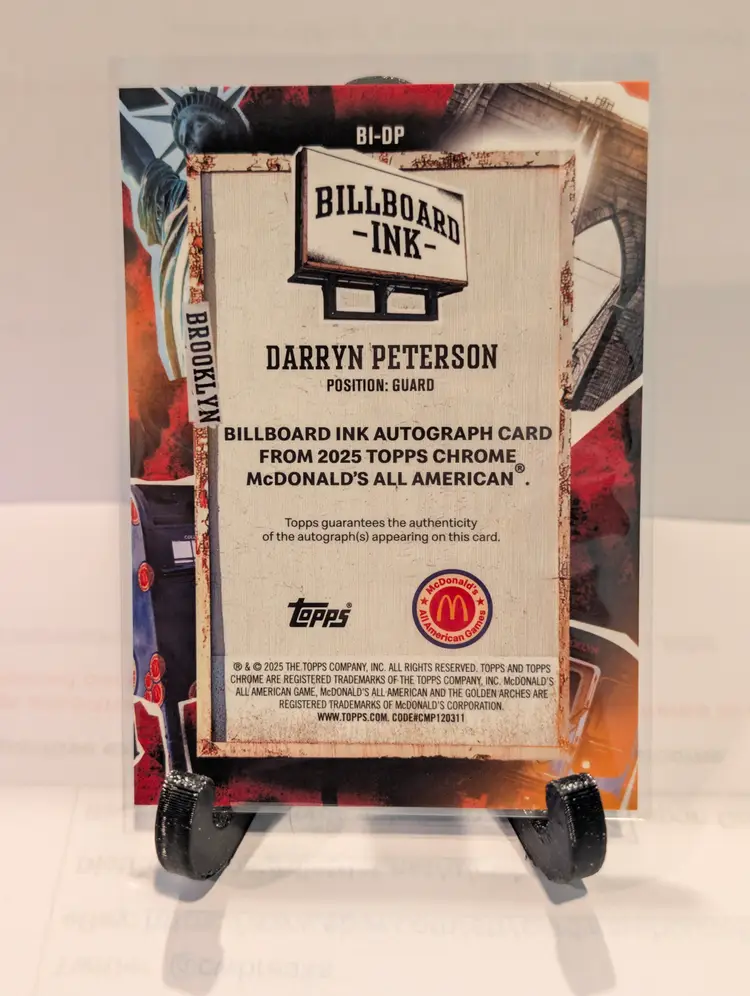 BI-DP
BILLBOARD
-INK-
BROOKLYN
DARRYN PETERSON
POSITION: GUARD
BILLBOARD INK AUTOGRAPH CARD
FROM 2025 TOPPS CHROME
McDONALD'S ALL AMERICAN®.
Topps guarantees the authenticity
of the autograph(s) appearing on this card.
topps®
McDonald's
All American Games
® & © 2025 THE TOPPS COMPANY, INC. ALL RIGHTS RESERVED. TOPPS AND TOPPS
CHROME ARE REGISTERED TRADEMARKS OF THE TOPPS COMPANY, INC. McDONALD'S
ALL AMERICAN GAME, McDONALD'S ALL AMERICAN AND THE GOLDEN ARCHES ARE
REGISTERED TRADEMARKS OF McDONALD'S CORPORATION.
WWW.TOPPS.COM. CODE#CMP120311